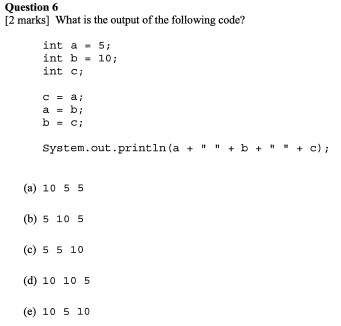 Question 6
[2 marks] What is the output of the following code?
int a = 5;
int b = 10;
int c;
c = a;
a = b;
b = c;
System.out.println(a + " " + b + " " + c);
(a) 10 5 5
(b) 5 10 5
(c) 5 5 10
(d) 10 10 5
(e) 10 5 10